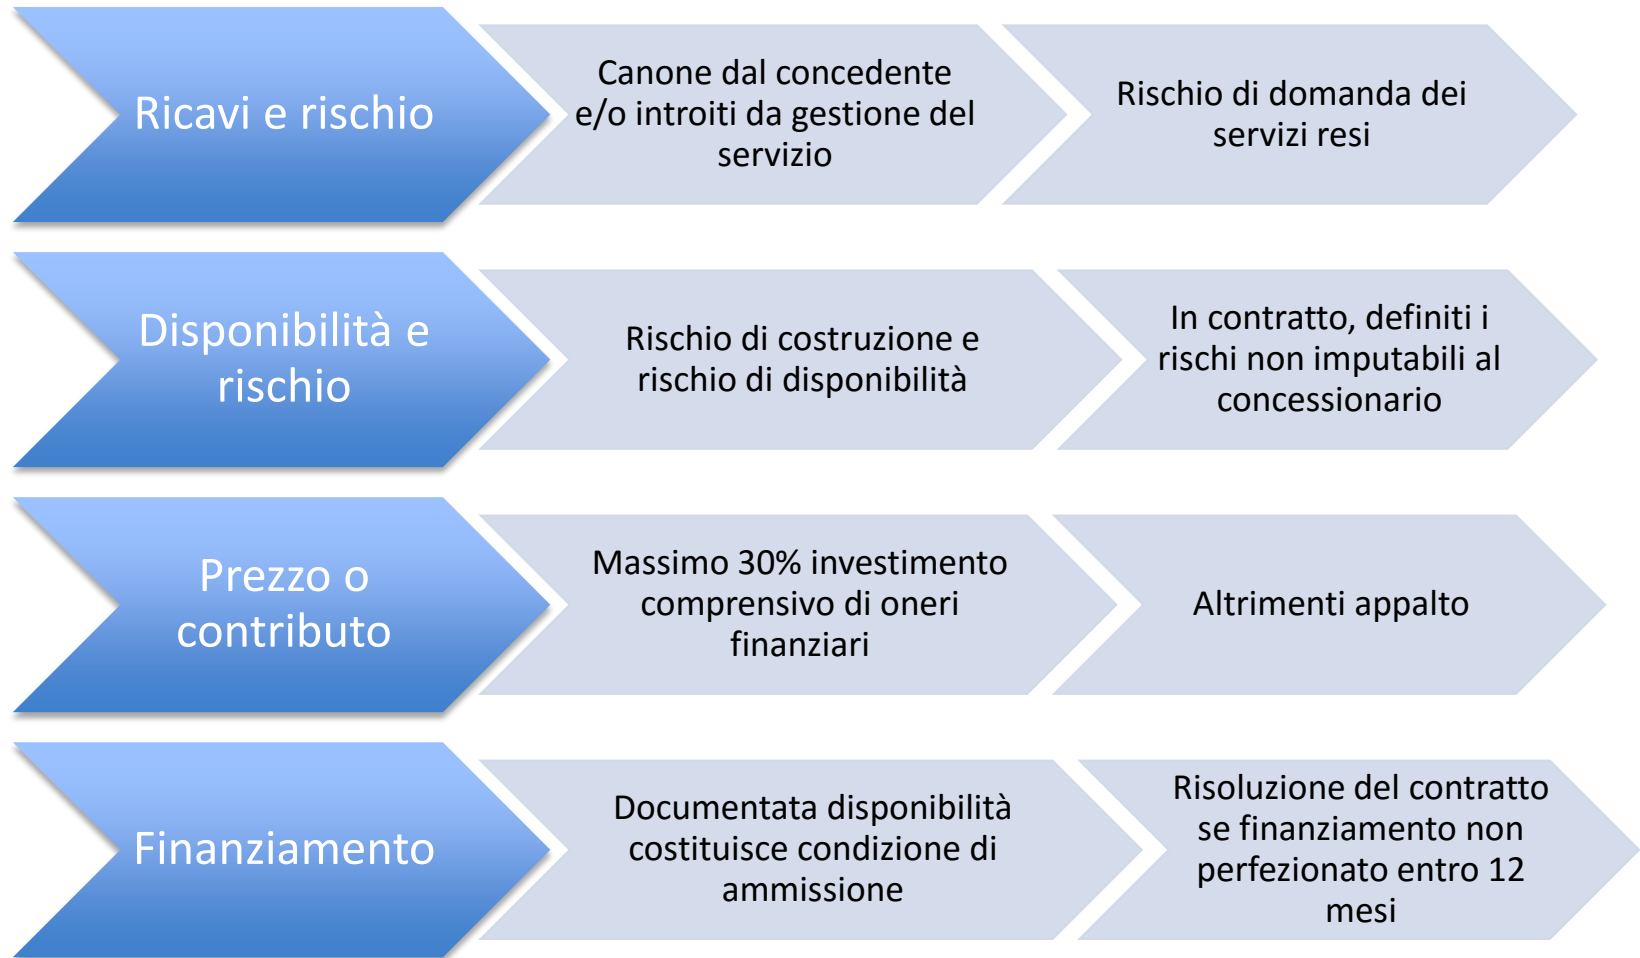 Ricavi e rischio
Canone dal concedente
e/o introiti da gestione del
servizio
Rischio di domanda dei
servizi resi
Disponibilità e
rischio
Rischio di costruzione e
rischio di disponibilità
In contratto, definiti i
rischi non imputabili al
concessionario
Prezzo o
contributo
Massimo 30% investimento
comprensivo di oneri
finanziari
Altrimenti appalto
Finanziamento
Documentata disponibilità
costituisce condizione di
ammissione
Risoluzione del contratto
se finanziamento non
perfezionato entro 12
mesi